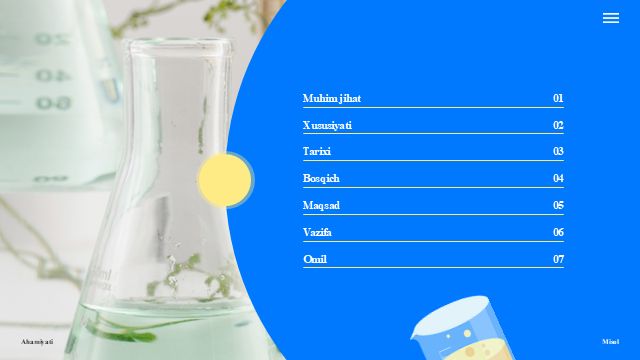 Muhim jihat 01
Xususiyati 02
Tarixi 03
Bosqich 04
Maqsad 05
Vazifa 06
Omil 07
Ahamiyati
Misol